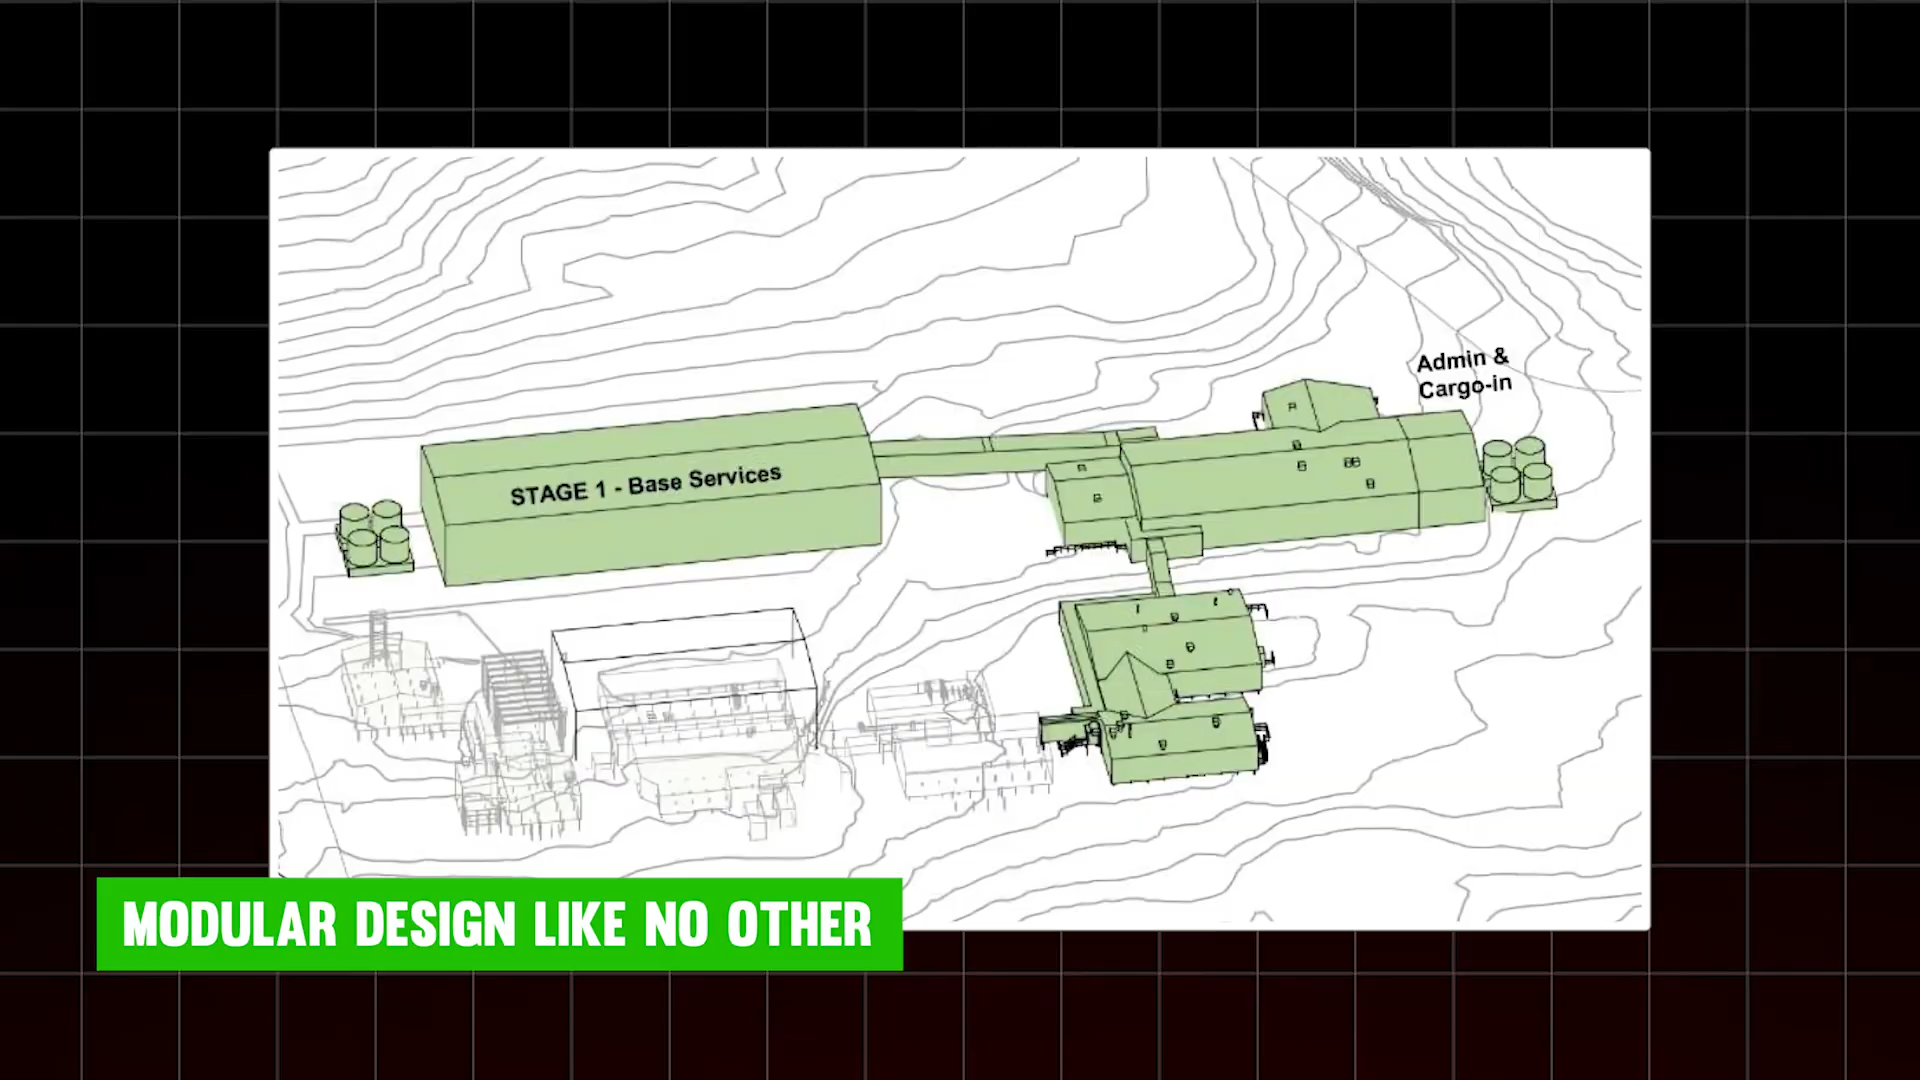 Admin &
Cargo-in
STAGE 1 - Base Services
MODULAR DESIGN LIKE NO OTHER